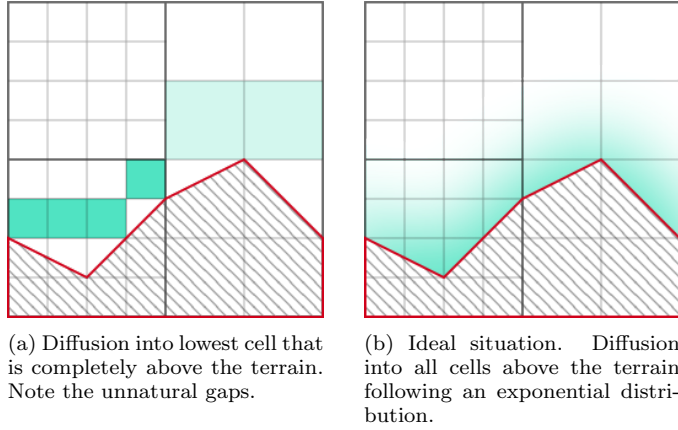 (a) Diffusion into lowest cell that
is completely above the terrain.
Note the unnatural gaps.
(b) Ideal situation. Diffusion
into all cells above the terrain
following an exponential distri-
bution.